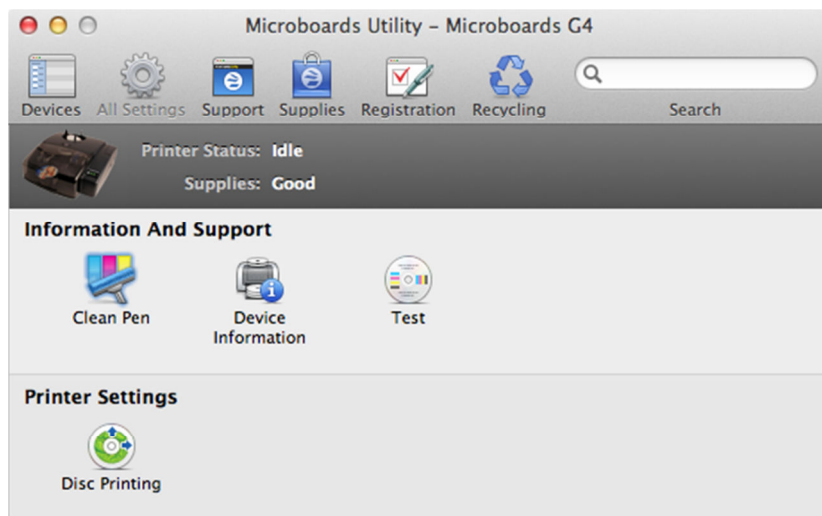 Microboards Utility – Microboards G4
Devices All Settings Support Supplies Registration Recycling Search
Printer Status: Idle
Supplies: Good
Information And Support
Clean Pen Device Information Test
Printer Settings
Disc Printing